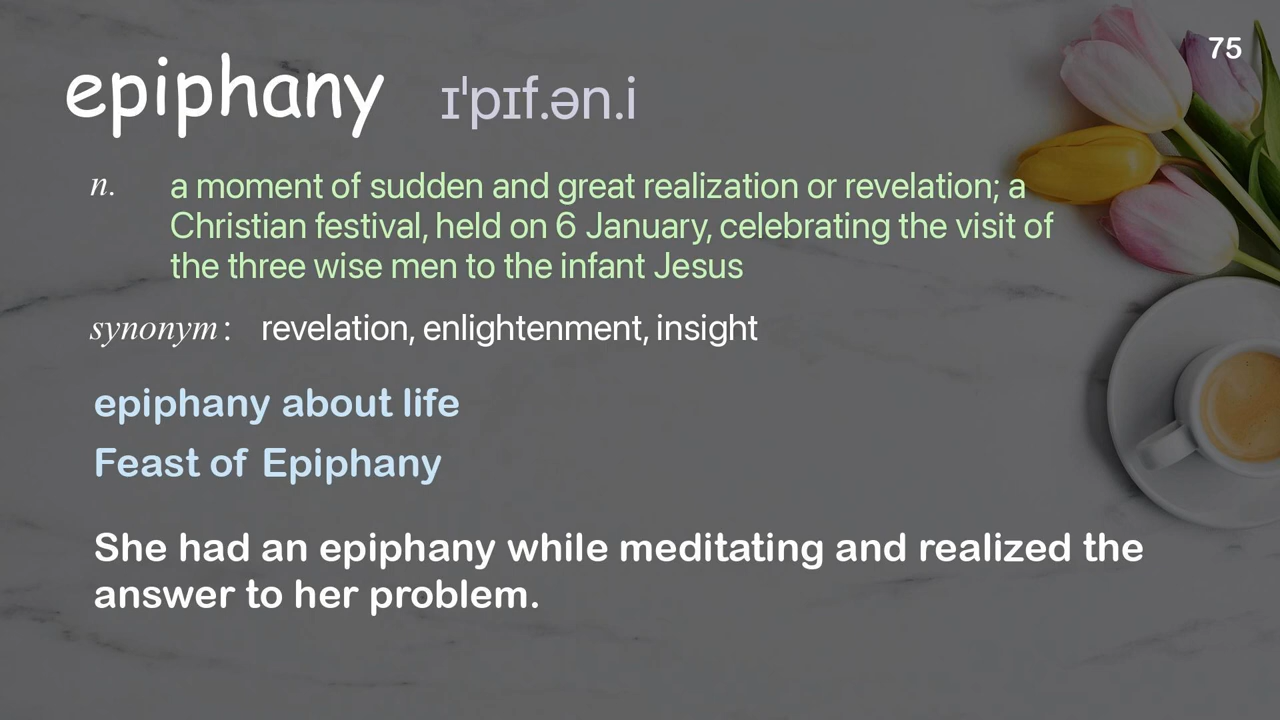 75
epiphany ɪˈpɪf.ən.i
n. a moment of sudden and great realization or revelation; a
Christian festival, held on 6 January, celebrating the visit of
the three wise men to the infant Jesus
synonym: revelation, enlightenment, insight
epiphany about life
Feast of Epiphany
She had an epiphany while meditating and realized the
answer to her problem.